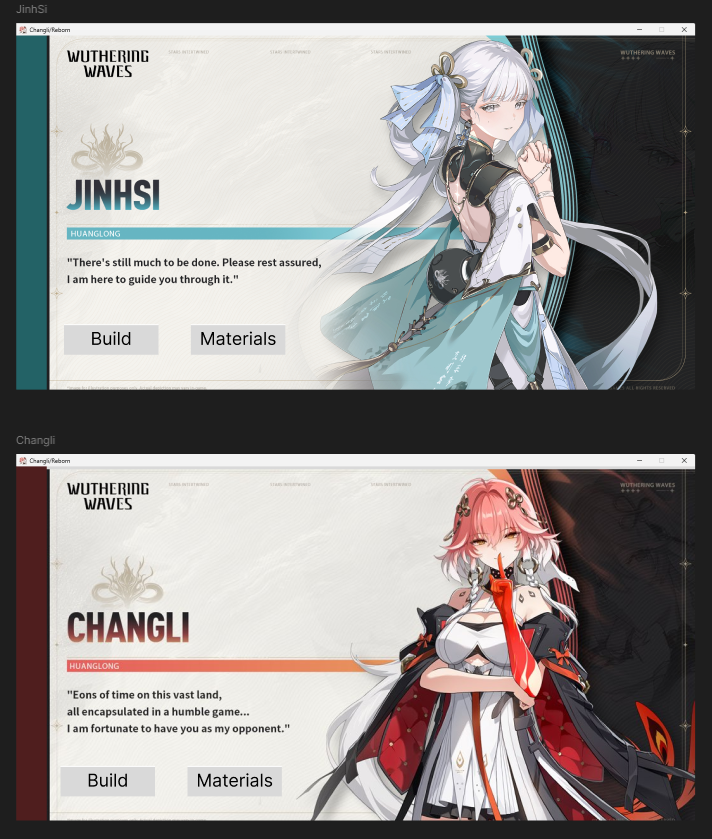 JinhSi
Changli/Reborn
WUTHERING
WAVES
WUTHERING WAVES
JINHSI
HUANGLONG
"There's still much to be done. Please rest assured,
I am here to guide you through it."
Build
Materials
ALL RIGHTS RESERVED
Changli
Changli/Reborn
WUTHERING
WAVES
WUTHERING WAVES
CHANGLI
HUANGLONG
"Eons of time on this vast land,
all encapsulated in a humble game...
I am fortunate to have you as my opponent."
Build
Materials